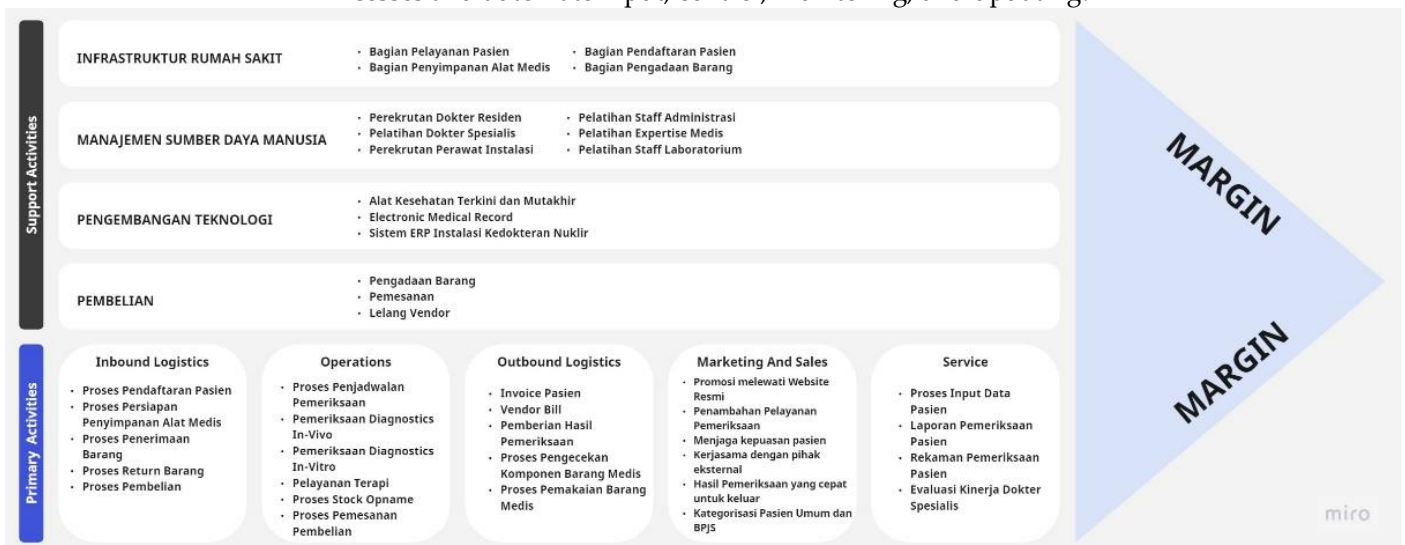 Support Activities
INFRASTRUKTUR RUMAH SAKIT
• Bagian Pelayanan Pasien
• Bagian Penyimpanan Alat Medis
• Bagian Pendaftaran Pasien
• Bagian Pengadaan Barang
MANAJEMEN SUMBER DAYA MANUSIA
• Perekrutan Dokter Residen
• Pelatihan Dokter Spesialis
• Perekrutan Perawat Instalasi
• Pelatihan Staff Administrasi
• Pelatihan Expertise Medis
• Pelatihan Staff Laboratorium
PENGEMBANGAN TEKNOLOGI
• Alat Kesehatan Terkini dan Mutakhir
• Electronic Medical Record
• Sistem ERP Instalasi Kedokteran Nuklir
PEMBELIAN
• Pengadaan Barang
• Pemesanan
• Lelang Vendor
Primary Activities
Inbound Logistics
• Proses Pendaftaran Pasien
• Proses Persiapan
Penyimpanan Alat Medis
• Proses Penerimaan
Barang
• Proses Return Barang
• Proses Pembelian
Operations
• Proses Penjadwalan
Pemeriksaan
• Pemeriksaan Diagnostics
In-Vivo
• Pemeriksaan Diagnostics
In-Vitro
• Pelayanan Terapi
• Proses Stock Opname
• Proses Pemesanan
Pembelian
Outbound Logistics
• Invoice Pasien
• Vendor Bill
• Pemberian Hasil
Pemeriksaan
• Proses Pengecekan
Komponen Barang Medis
• Proses Pemakaian Barang
Medis
Marketing And Sales
• Promosi melewati Website
Resmi
• Penambahan Pelayanan
Pemeriksaan
• Menjaga kepuasan pasien
• Kerjasama dengan pihak
eksternal
• Hasil Pemeriksaan yang cepat
untuk keluar
• Kategorisasi Pasien Umum dan
BPJS
Service
• Proses Input Data
Pasien
• Laporan Pemeriksaan
Pasien
• Rekaman Pemeriksaan
Pasien
• Evaluasi Kinerja Dokter
Spesialis
MARGIN
MARGIN
miro